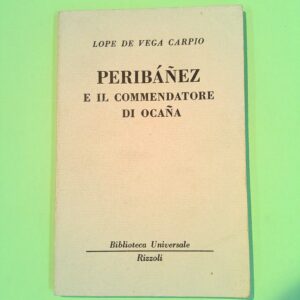 LOPE DE VEGA CARPIO
PERIBÁÑEZ
E IL COMMENDATORE
DI OCAÑA
Biblioteca Universale
Rizzoli